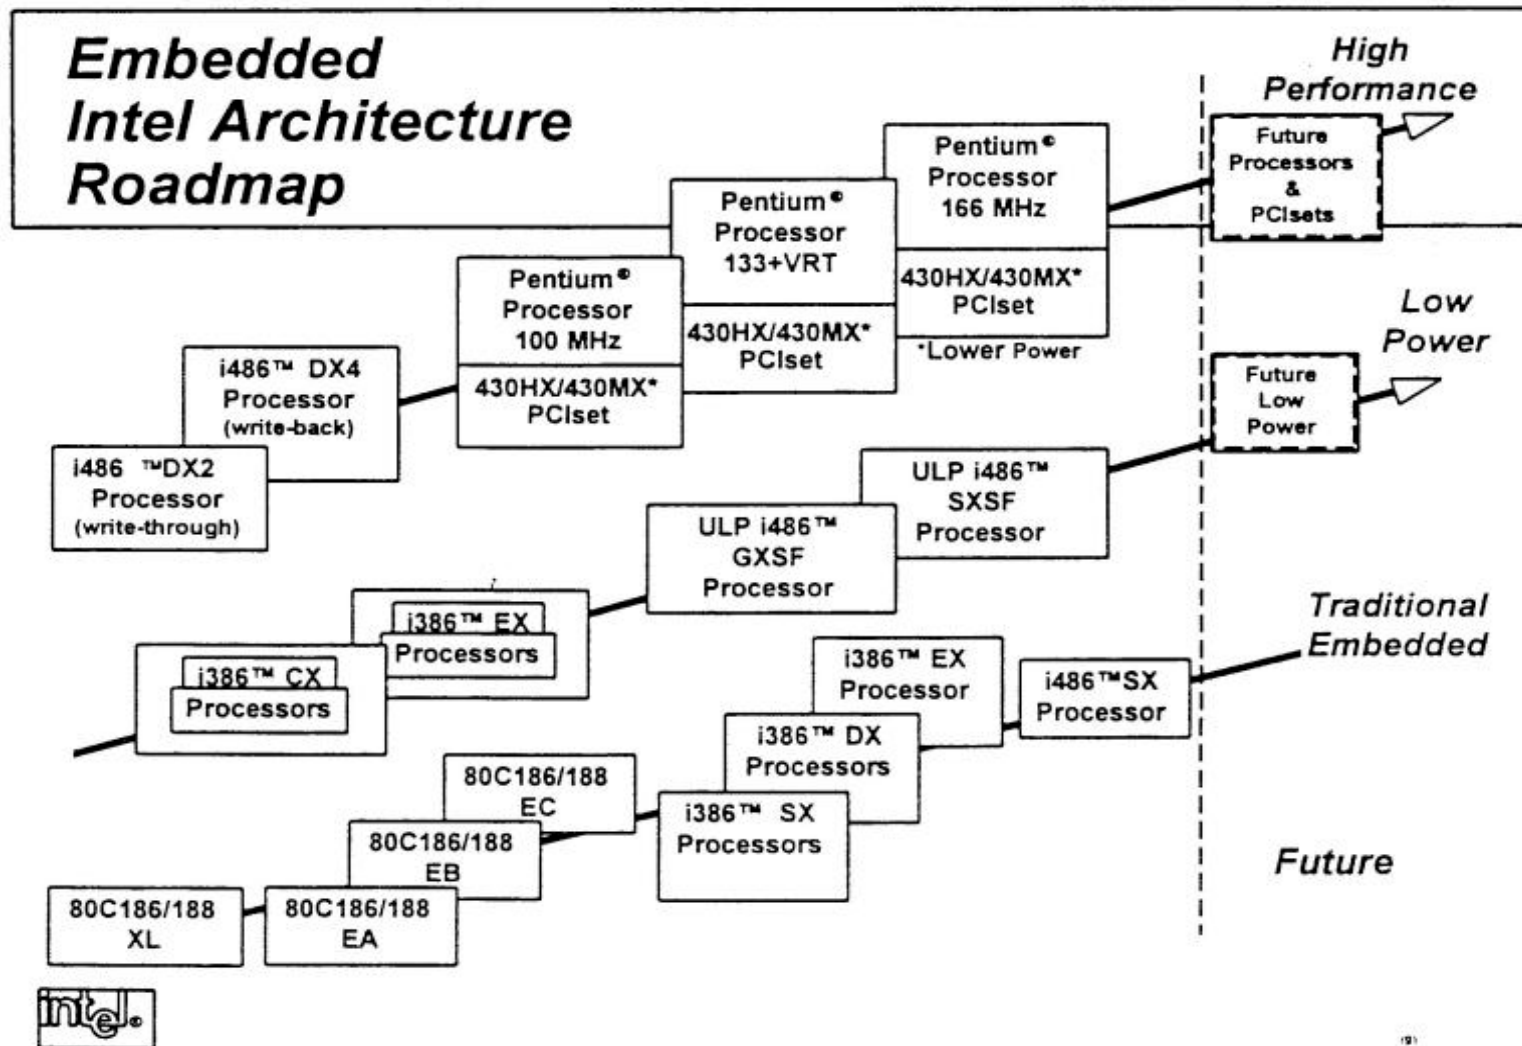 Embedded
Intel Architecture
Roadmap
High
Performance
Future
Processors
&
PCIsets
Pentium®
Processor
166 MHz
430HX/430MX*
PCIset
*Lower Power
Pentium®
Processor
133+VRT
430HX/430MX*
PCIset
Pentium®
Processor
100 MHz
430HX/430MX*
PCIset
i486™ DX4
Processor
(write-back)
i486 ™DX2
Processor
(write-through)
Low
Power
Future
Low
Power
ULP i486™
SXSF
Processor
ULP i486™
GXSF
Processor
i386™ EX
Processors
i386™ CX
Processors
Traditional
Embedded
i486™SX
Processor
i386™ EX
Processor
i386™ DX
Processors
i386™ SX
Processors
80C186/188
EC
80C186/188
EB
80C186/188
EA
80C186/188
XL
Future
intel®